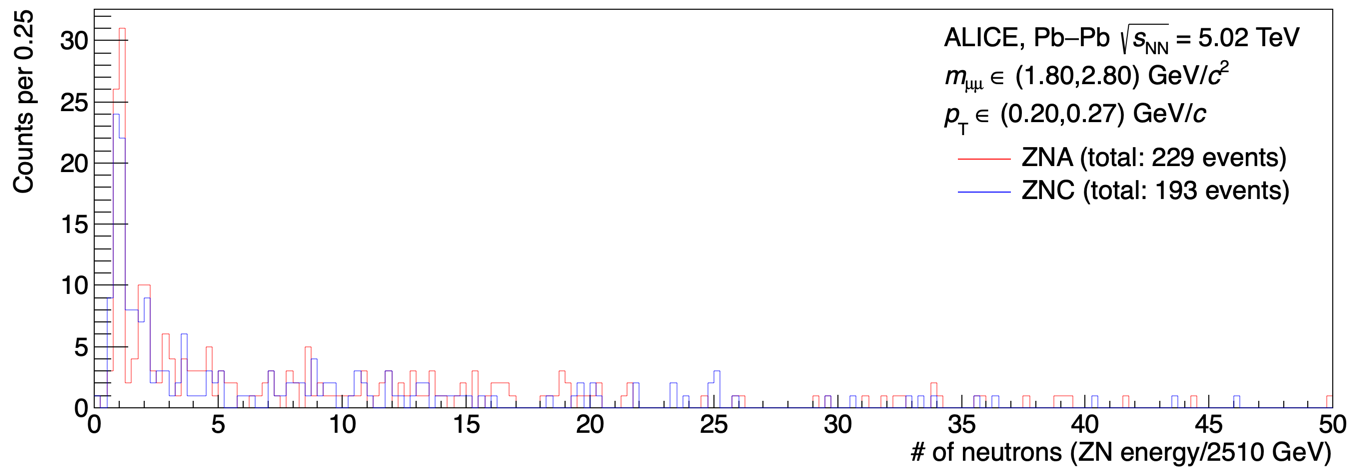 Counts per 0.25
30
25
20
15
10
5
0
ALICE, Pb−Pb √sNN = 5.02 TeV
mμμ ∈ (1.80,2.80) GeV/c²
pT ∈ (0.20,0.27) GeV/c
ZNA (total: 229 events)
ZNC (total: 193 events)
0 5 10 15 20 25 30 35 40 45 50
# of neutrons (ZN energy/2510 GeV)